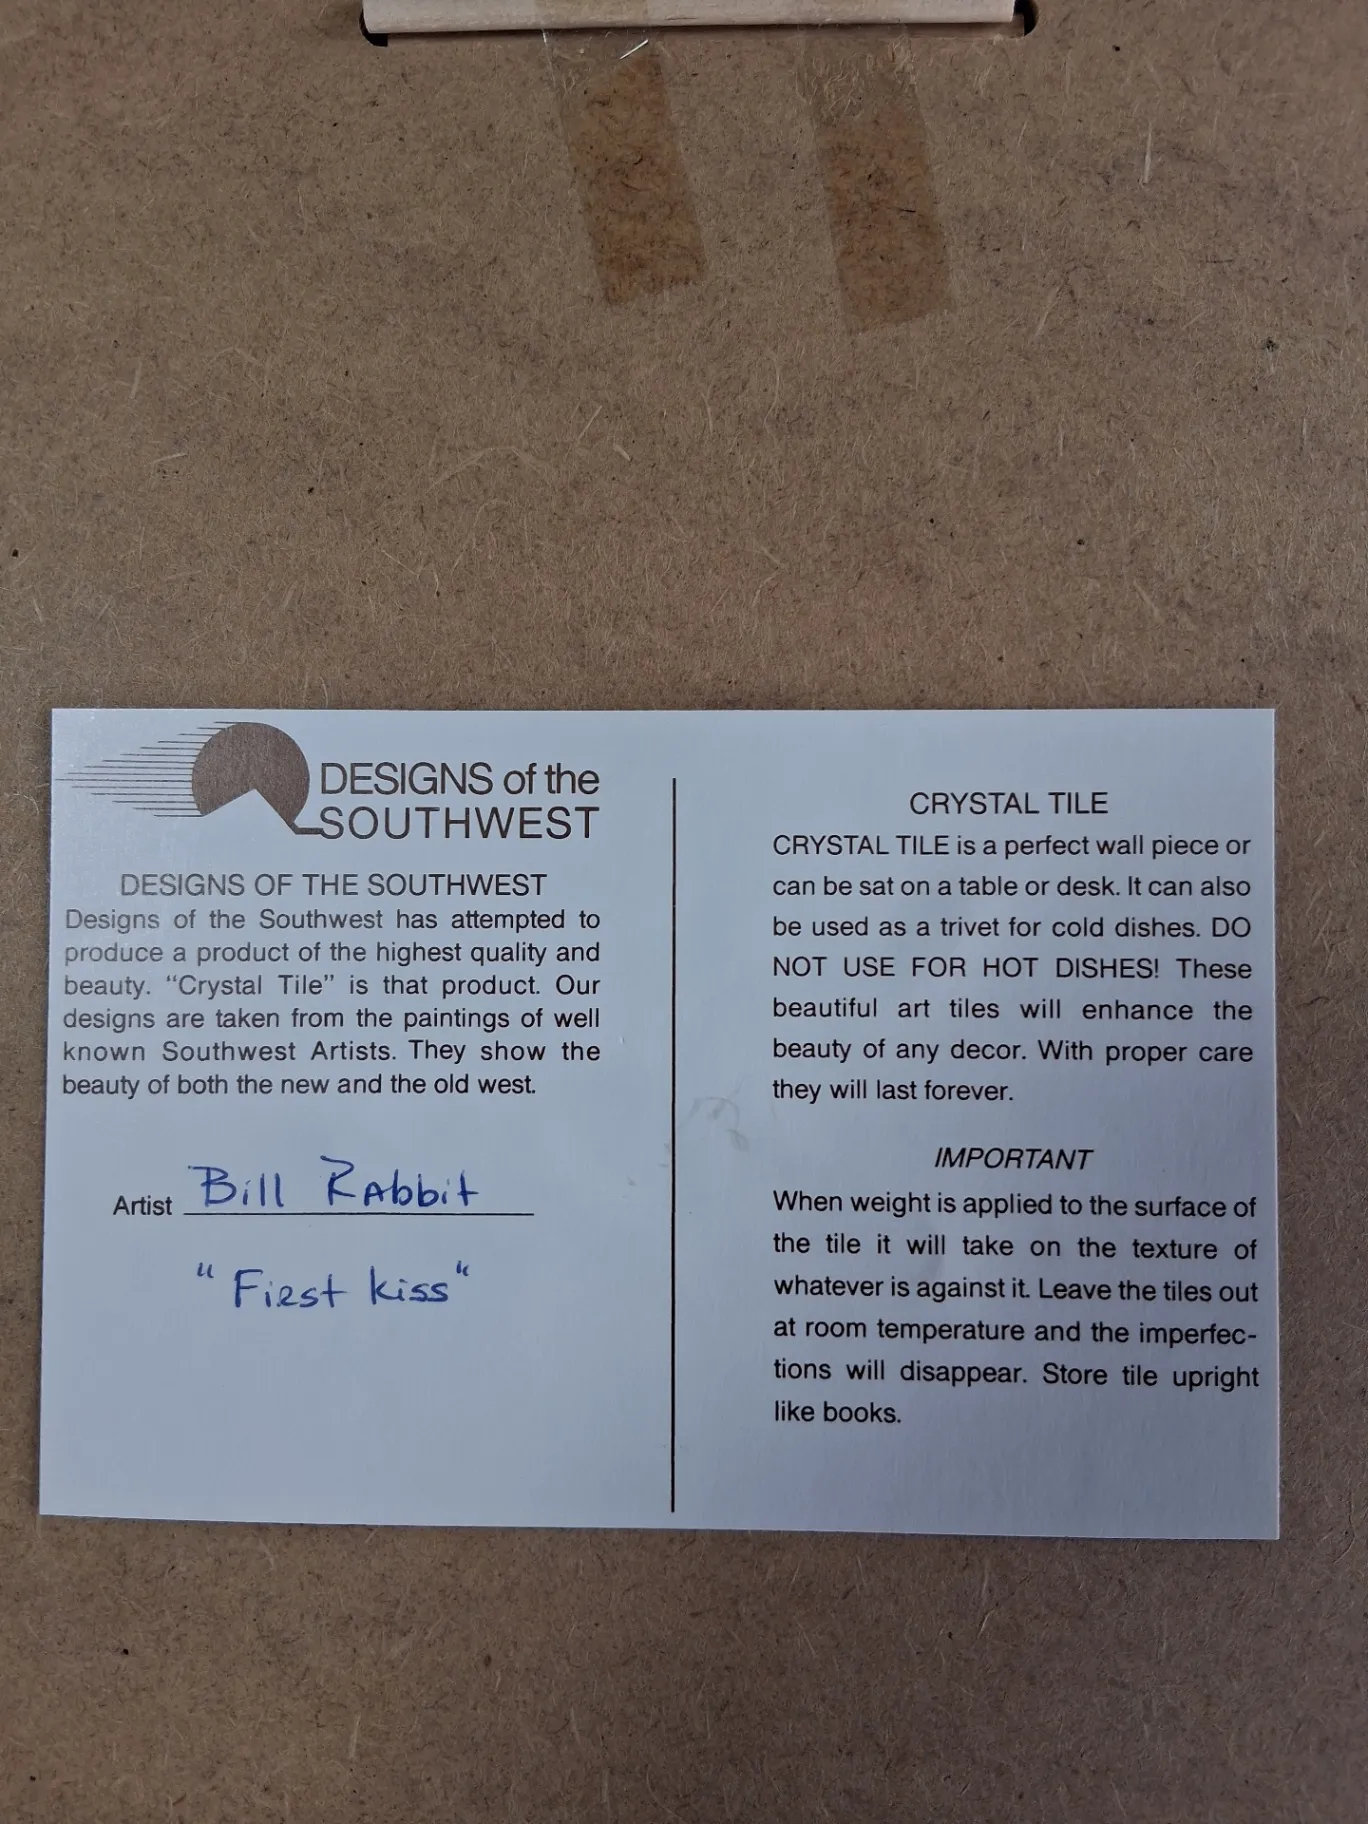 DESIGNS of the
SOUTHWEST
DESIGNS OF THE SOUTHWEST
Designs of the Southwest has attempted to
produce a product of the highest quality and
beauty. “Crystal Tile” is that product. Our
designs are taken from the paintings of well
known Southwest Artists. They show the
beauty of both the new and the old west.
Artist Bill Rabbit
"First kiss"
CRYSTAL TILE
CRYSTAL TILE is a perfect wall piece or
can be sat on a table or desk. It can also
be used as a trivet for cold dishes. DO
NOT USE FOR HOT DISHES! These
beautiful art tiles will enhance the
beauty of any decor. With proper care
they will last forever.
IMPORTANT
When weight is applied to the surface of
the tile it will take on the texture of
whatever is against it. Leave the tiles out
at room temperature and the imperfec-
tions will disappear. Store tile upright
like books.